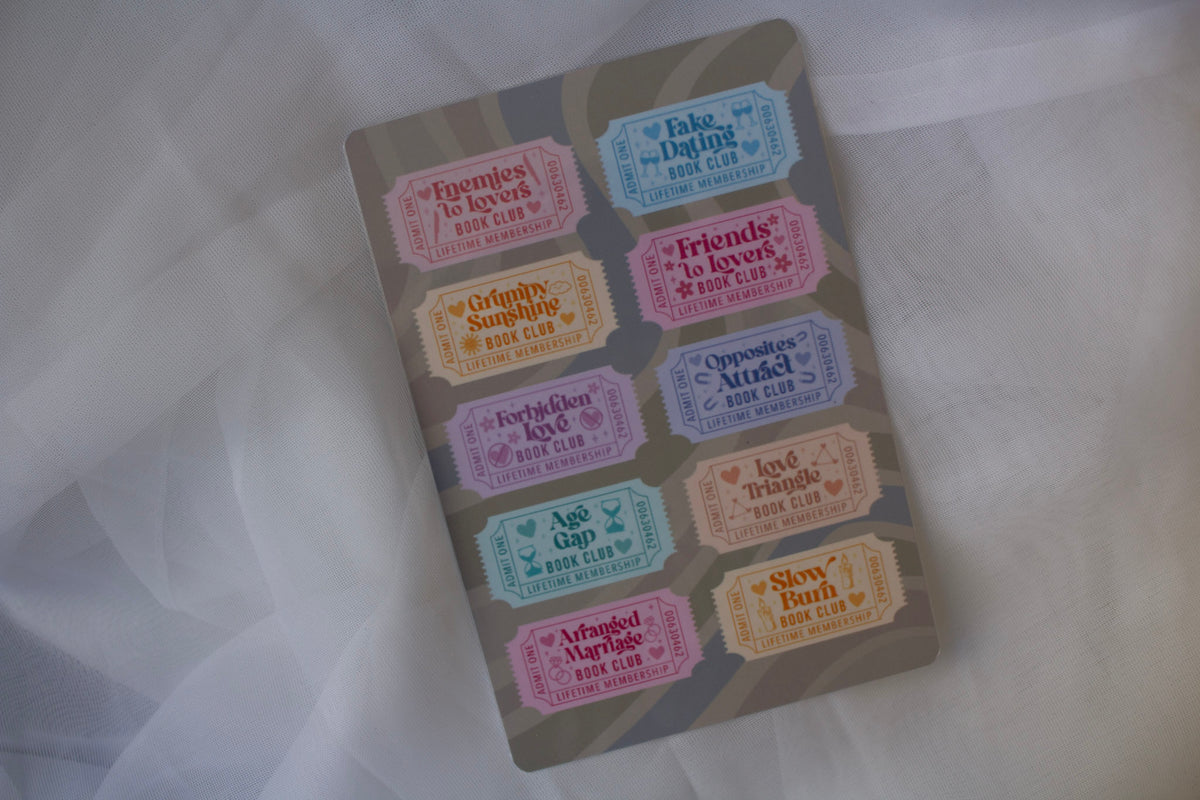 ADMIT ONE
Enemies
to Lovers
BOOK CLUB
LIFETIME MEMBERSHIP
00630462
ADMIT ONE
Fake
Dating
BOOK CLUB
LIFETIME MEMBERSHIP
00630462
ADMIT ONE
Grumpy
Sunshine
BOOK CLUB
LIFETIME MEMBERSHIP
00630462
ADMIT ONE
Friends
to Lovers
BOOK CLUB
LIFETIME MEMBERSHIP
00630462
ADMIT ONE
Forbidden
Love
BOOK CLUB
LIFETIME MEMBERSHIP
00630462
ADMIT ONE
Opposites
Attract
BOOK CLUB
LIFETIME MEMBERSHIP
00630462
ADMIT ONE
Age
Gap
BOOK CLUB
LIFETIME MEMBERSHIP
00630462
ADMIT ONE
Love
Triangle
BOOK CLUB
LIFETIME MEMBERSHIP
00630462
ADMIT ONE
Arranged
Marriage
BOOK CLUB
LIFETIME MEMBERSHIP
00630462
ADMIT ONE
Slow
Burn
BOOK CLUB
LIFETIME MEMBERSHIP
00630462